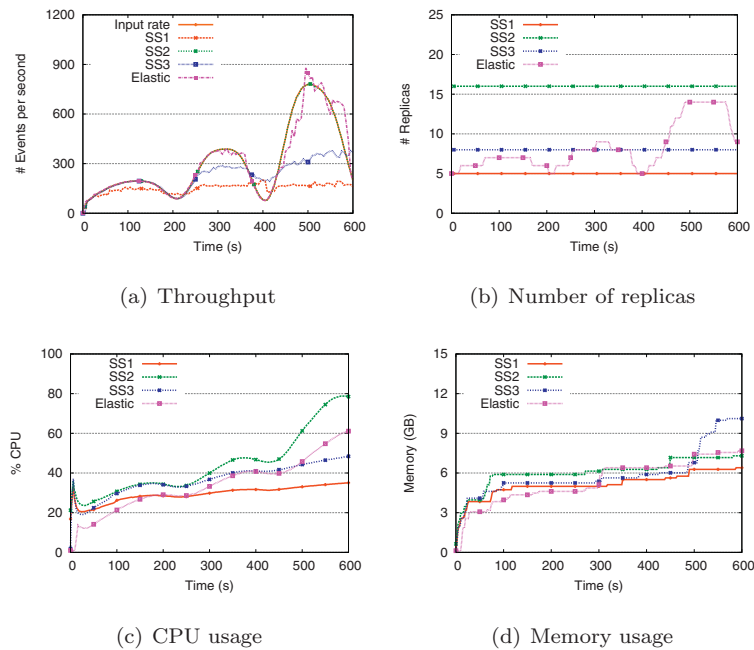 1200
900
600
300
0
# Events per second
Input rate
SS1
SS2
SS3
Elastic
0 100 200 300 400 500 600
Time (s)
(a) Throughput
25
20
15
10
5
0
# Replicas
SS1
SS2
SS3
Elastic
0 100 200 300 400 500 600
Time (s)
(b) Number of replicas
100
80
60
40
20
0
% CPU
SS1
SS2
SS3
Elastic
0 100 200 300 400 500 600
Time (s)
(c) CPU usage
15
12
9
6
3
0
Memory (GB)
SS1
SS2
SS3
Elastic
0 100 200 300 400 500 600
Time (s)
(d) Memory usage